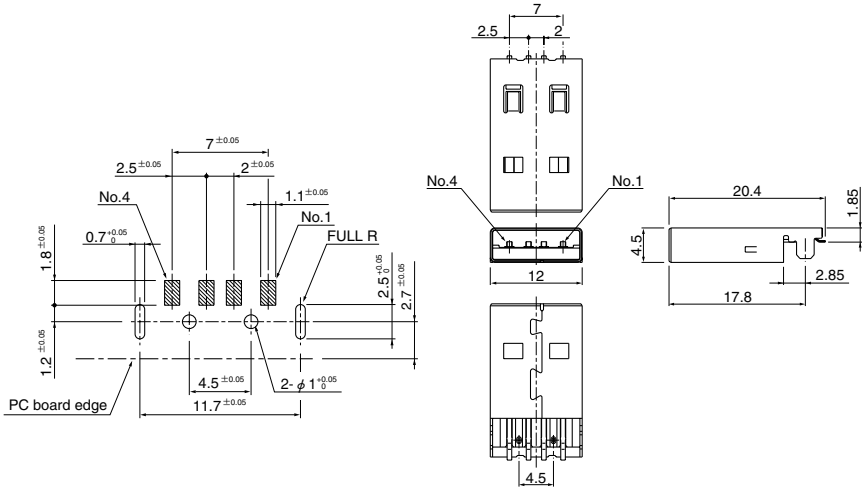 7 ±0.05
2.5 ±0.05
2 ±0.05
No.4
1.1 ±0.05
No.1
0.7 +0.05 0
FULL R
1.8 ±0.05
2.5 +0.05 0
2.7 ±0.05
1.2 ±0.05
4.5 ±0.05
2- φ 1 +0.05 0
PC board edge
11.7 ±0.05
7
2.5
2
No.4
No.1
12
4.5
20.4
1.85
4.5
2.85
17.8